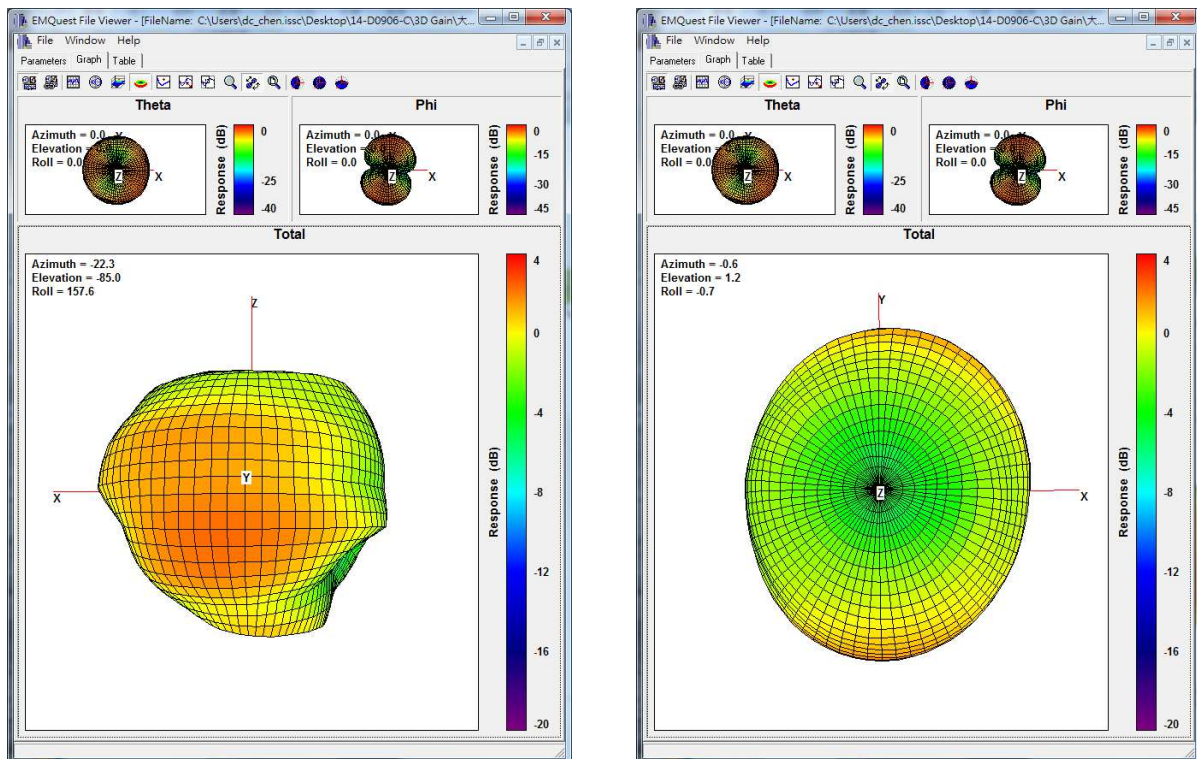 EMQuest File Viewer - [FileName: C:\Users\dc_chen.issc\Desktop\14-D0906-C\3D Gain\大...
File Window Help
Parameters Graph Table
Theta
Phi
Azimuth = 0.0
Elevation =
Roll = 0.0
Y
Z
X
Response (dB)
0
-25
-40
Azimuth = 0.0
Elevation =
Roll = 0.0
Z
X
Response (dB)
0
-15
-30
-45
Total
Azimuth = -22.3
Elevation = -85.0
Roll = 157.6
Z
Y
X
Response (dB)
4
0
-4
-8
-12
-16
-20
EMQuest File Viewer - [FileName: C:\Users\dc_chen.issc\Desktop\14-D0906-C\3D Gain\大...
File Window Help
Parameters Graph Table
Theta
Phi
Azimuth = 0.0
Elevation =
Roll = 0.0
Y
Z
X
Response (dB)
0
-25
-40
Azimuth = 0.0
Elevation =
Roll = 0.0
Z
X
Response (dB)
0
-15
-30
-45
Total
Azimuth = -0.6
Elevation = 1.2
Roll = -0.7
Y
Z
X
Response (dB)
4
0
-4
-8
-12
-16
-20